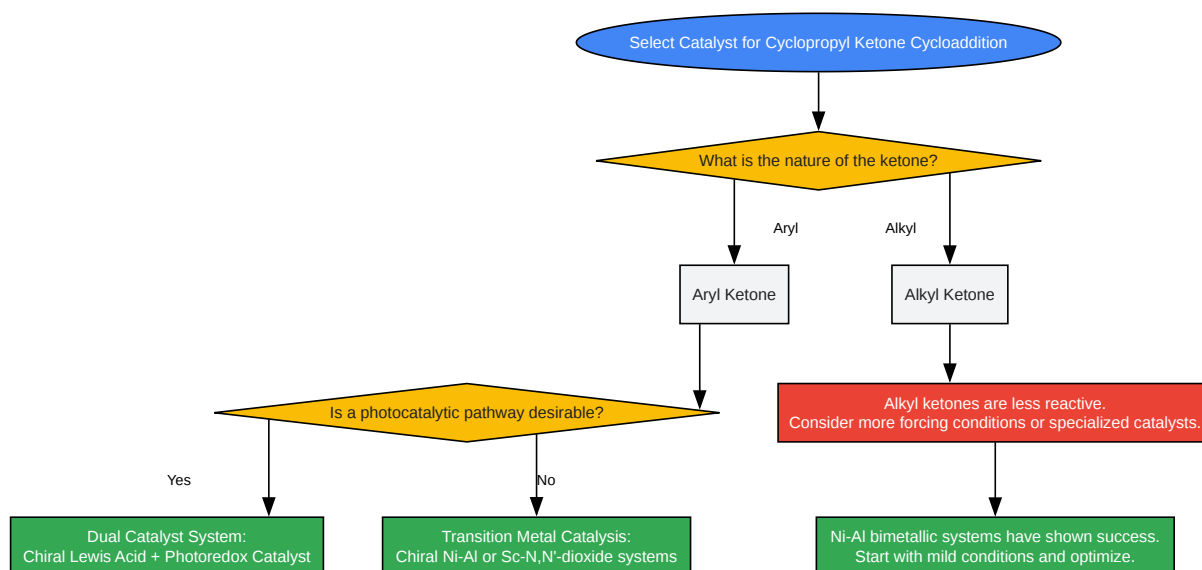 Select Catalyst for Cyclopropyl Ketone Cycloaddition
What is the nature of the ketone?
Aryl
Alkyl
Aryl Ketone
Alkyl Ketone
Is a photocatalytic pathway desirable?
Alkyl ketones are less reactive.
Consider more forcing conditions or specialized catalysts.
Yes
No
Dual Catalyst System:
Chiral Lewis Acid + Photoredox Catalyst
Transition Metal Catalysis:
Chiral Ni-Al or Sc-N,N'-dioxide systems
Ni-Al bimetallic systems have shown success.
Start with mild conditions and optimize.